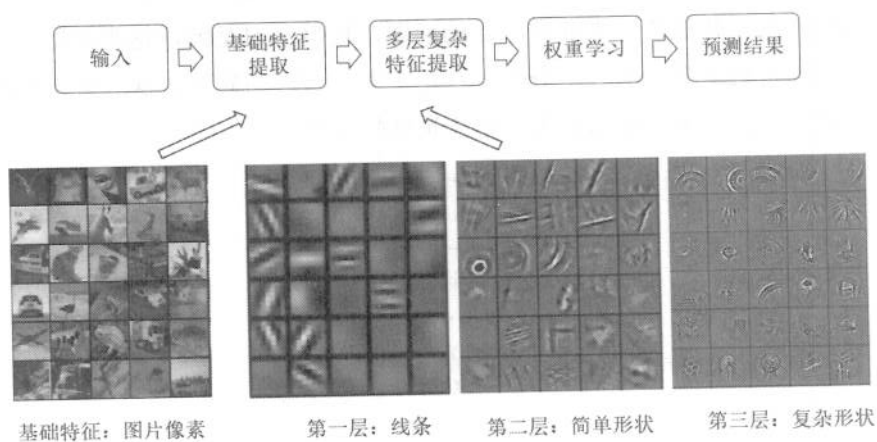 输入
基础特征
提取
多层复杂
特征提取
权重学习
预测结果
基础特征：图片像素
第一层：线条
第二层：简单形状
第三层：复杂形状